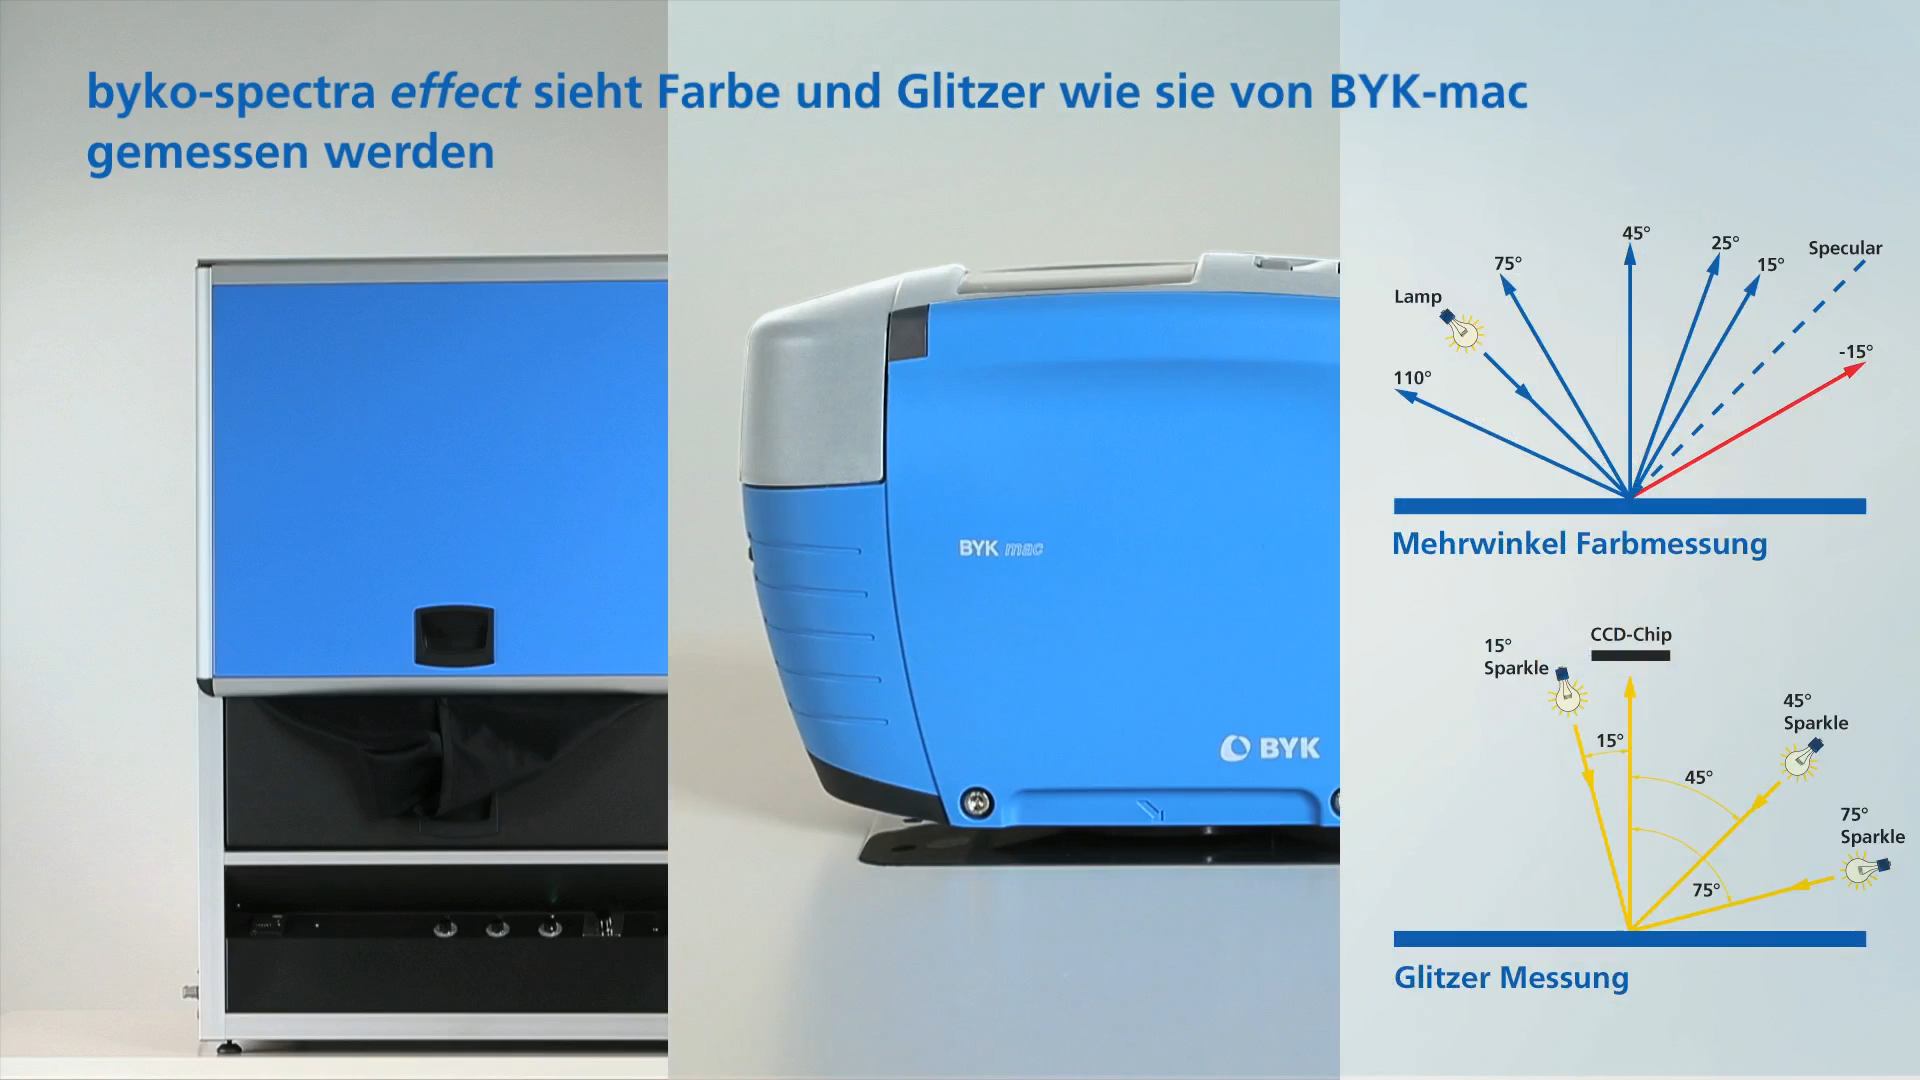 byko-spectra effect sieht Farbe und Glitzer wie sie von BYK-mac
gemessen werden
BYK mac
BYK
45°
25°
Specular
75°
15°
Lamp
-15°
110°
Mehrwinkel Farbmessung
CCD-Chip
15°
Sparkle
45°
Sparkle
15°
45°
75°
Sparkle
75°
Glitzer Messung